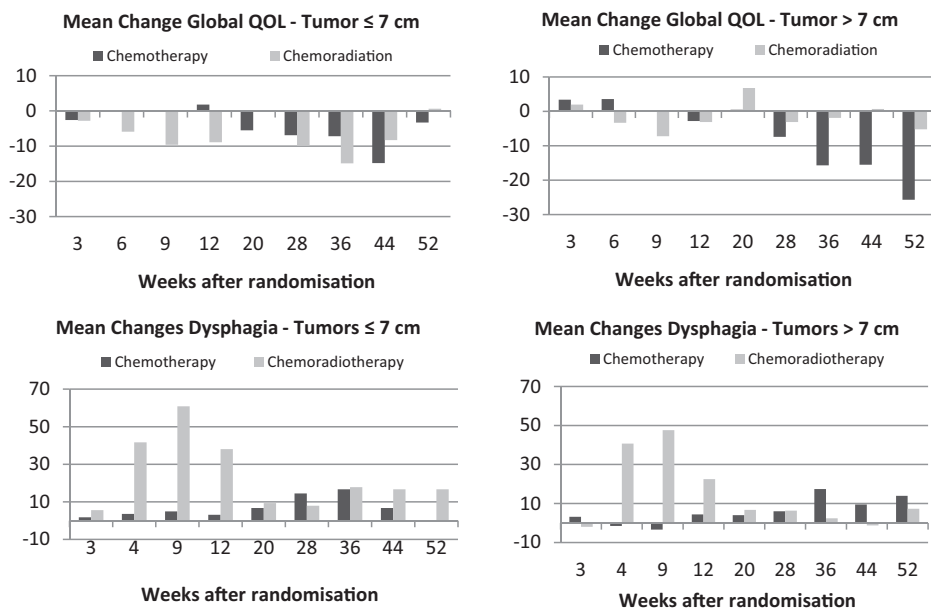 Mean Change Global QOL - Tumor ≤ 7 cm
■ Chemotherapy ■ Chemoradiation
10
0
-10
-20
-30
3 6 9 12 20 28 36 44 52
Weeks after randomisation
Mean Change Global QOL - Tumor > 7 cm
■ Chemotherapy ■ Chemoradiation
10
0
-10
-20
-30
3 6 9 12 20 28 36 44 52
Weeks after randomisation
Mean Changes Dysphagia - Tumors ≤ 7 cm
■ Chemotherapy ■ Chemoradiotherapy
70
50
30
10
-10
3 4 9 12 20 28 36 44 52
Weeks after randomisation
Mean Changes Dysphagia - Tumors > 7 cm
■ Chemotherapy ■ Chemoradiotherapy
70
50
30
10
-10
3 4 9 12 20 28 36 44 52
Weeks after randomisation